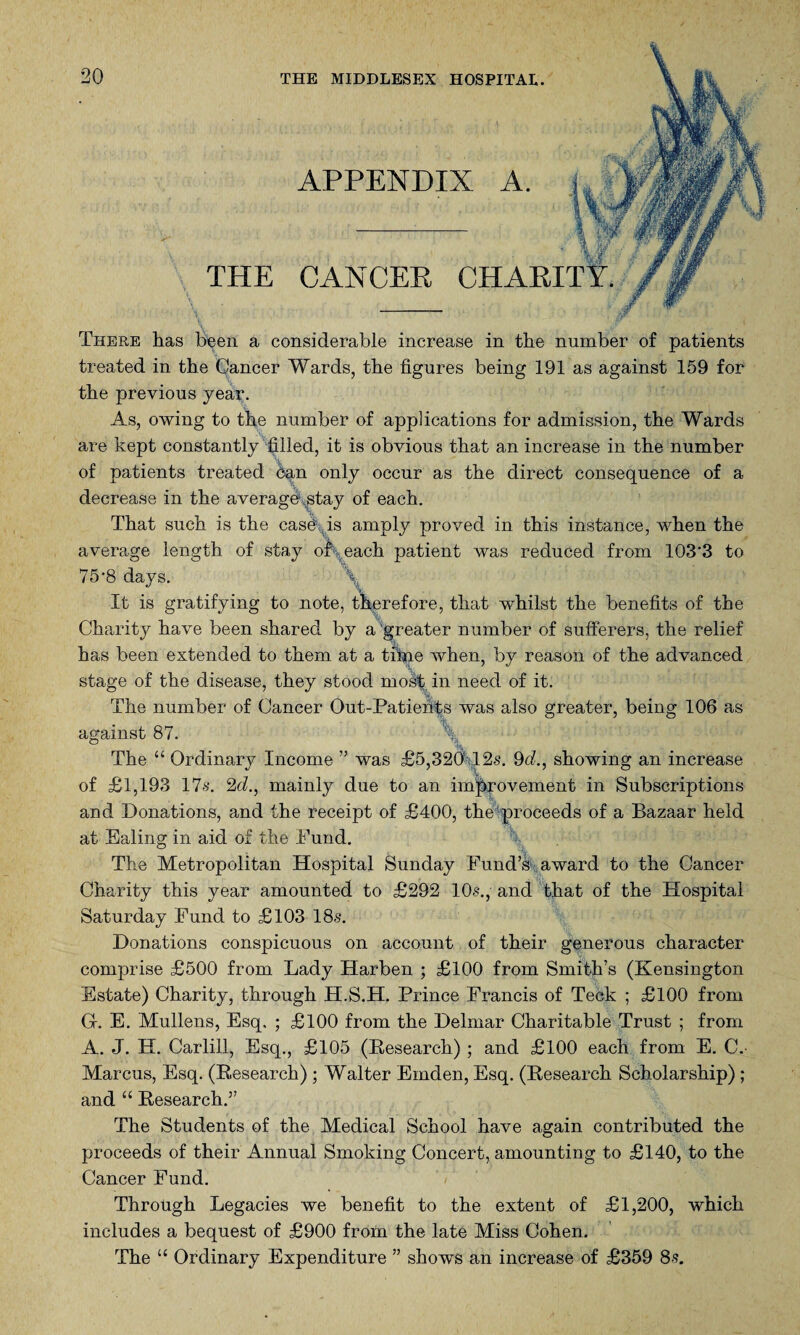 20 THE MIDDLESEX HOSPITAL.
APPENDIX A.
THE CANCER CHARITY.
There has been a considerable increase in the number of patients
treated in the Cancer Wards, the figures being 191 as against 159 for
the previous year.
As, owing to the number of applications for admission, the Wards
are kept constantly filled, it is obvious that an increase in the number
of patients treated can only occur as the direct consequence of a
decrease in the average stay of each.
That such is the case is amply proved in this instance, when the
average length of stay of each patient was reduced from 103·3 to
75·8 days.
It is gratifying to note, therefore, that whilst the benefits of the
Charity have been shared by a greater number of sufferers, the relief
has been extended to them at a time when, by reason of the advanced
stage of the disease, they stood most in need of it.
The number of Cancer Out-Patients was also greater, being 106 as
against 87.
The “ Ordinary Income ” was £5,320 12s. 9d., showing an increase
of £1,193 17s. 2d., mainly due to an improvement in Subscriptions
and Donations, and the receipt of £400, the proceeds of a Bazaar held
at Ealing in aid of the Fund.
The Metropolitan Hospital Sunday Fund’s award to the Cancer
Charity this year amounted to £292 10s., and that of the Hospital
Saturday Fund to £103 18s.
Donations conspicuous on account of their generous character
comprise £500 from Lady Harben ; £100 from Smith’s (Kensington
Estate) Charity, through H.S.H. Prince Francis of Teck ; £100 from
G. E. Mullens, Esq. ; £100 from the Delmar Charitable Trust ; from
A. J. H. Carlill, Esq., £105 (Research) ; and £100 each from E. C.
Marcus, Esq. (Research) ; Walter Emden, Esq. (Research Scholarship) ;
and “ Research.”
The Students of the Medical School have again contributed the
proceeds of their Annual Smoking Concert, amounting to £140, to the
Cancer Fund.
Through Legacies we benefit to the extent of £1,200, which
includes a bequest of £900 from the late Miss Cohen.
The “ Ordinary Expenditure ” shows an increase of £359 8s.